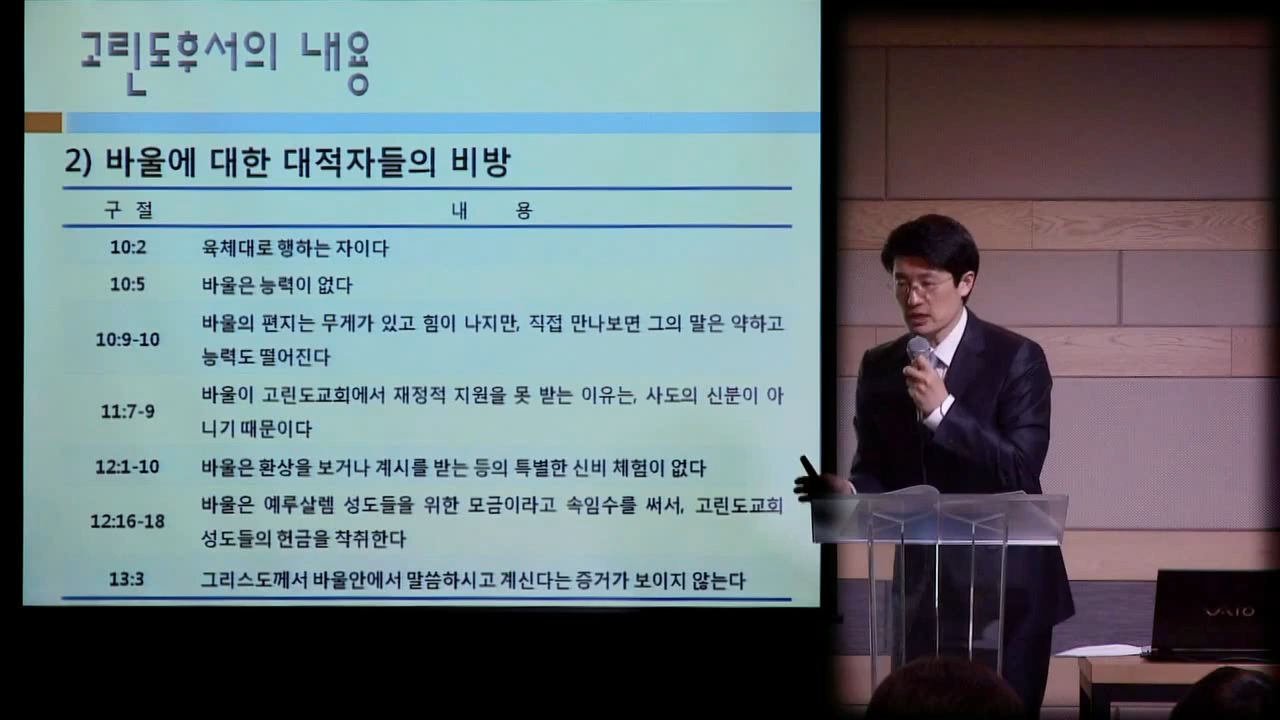 고린도후서의 내용
2) 바울에 대한 대적자들의 비방
구 절 내 용
10:2 육체대로 행하는 자이다
10:5 바울은 능력이 없다
10:9-10 바울의 편지는 무게가 있고 힘이 나지만, 직접 만나보면 그의 말은 약하고
능력도 떨어진다
11:7-9 바울이 고린도교회에서 재정적 지원을 못 받는 이유는, 사도의 신분이 아
니기 때문이다
12:1-10 바울은 환상을 보거나 계시를 받는 등의 특별한 신비 체험이 없다
12:16-18 바울은 예루살렘 성도들을 위한 모금이라고 속임수를 써서, 고린도교회
성도들의 헌금을 착취한다
13:3 그리스도께서 바울안에서 말씀하시고 계신다는 증거가 보이지 않는다
VAIO